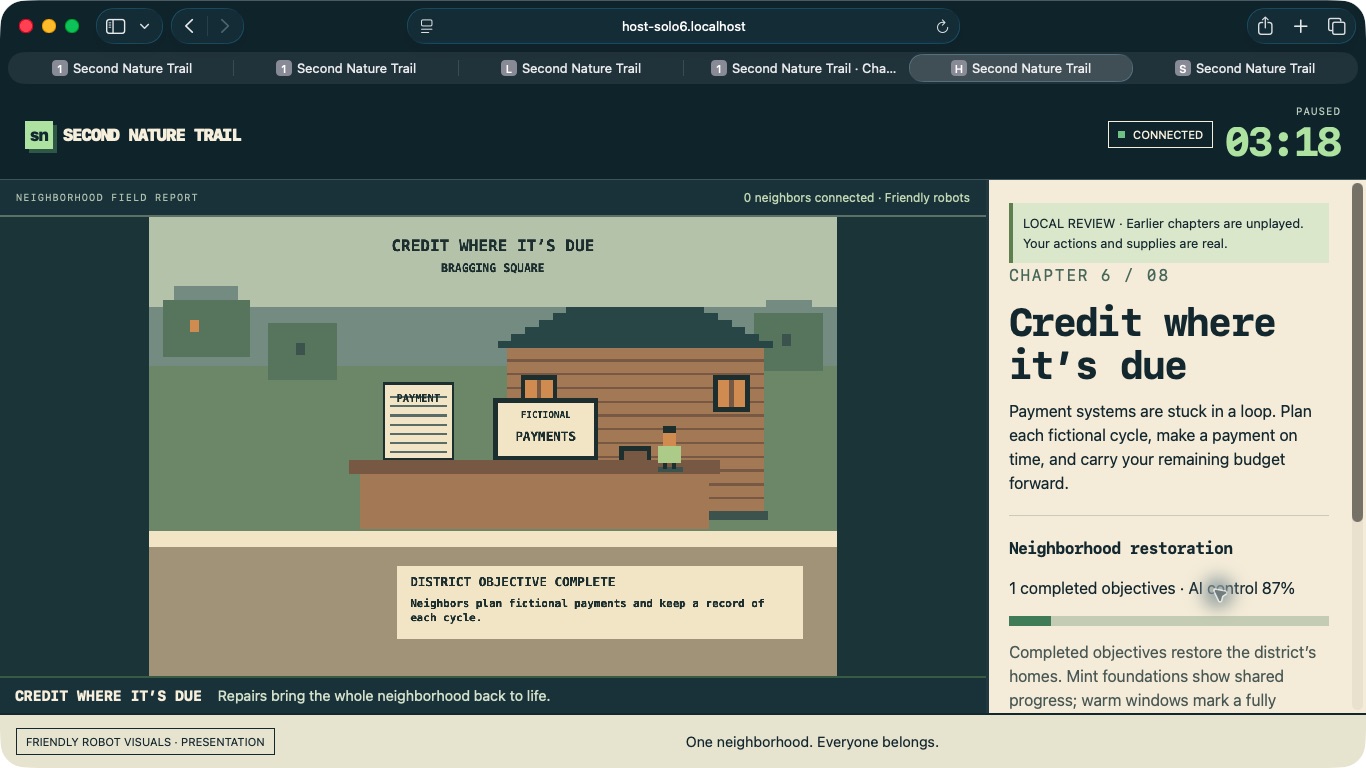 host-solo6.localhost
1 Second Nature Trail
1 Second Nature Trail
L Second Nature Trail
1 Second Nature Trail · Cha...
H Second Nature Trail
S Second Nature Trail
sn SECOND NATURE TRAIL
CONNECTED
PAUSED
03:18
NEIGHBORHOOD FIELD REPORT
0 neighbors connected · Friendly robots
CREDIT WHERE IT’S DUE
BRAGGING SQUARE
PAYMENT
FICTIONAL
PAYMENTS
DISTRICT OBJECTIVE COMPLETE
Neighbors plan fictional payments and keep a record of
each cycle.
CREDIT WHERE IT’S DUE Repairs bring the whole neighborhood back to life.
LOCAL REVIEW · Earlier chapters are unplayed.
Your actions and supplies are real.
CHAPTER 6 / 08
Credit where
it’s due
Payment systems are stuck in a loop. Plan
each fictional cycle, make a payment on
time, and carry your remaining budget
forward.
Neighborhood restoration
1 completed objectives · AI control 87%
Completed objectives restore the district’s
homes. Mint foundations show shared
progress; warm windows mark a fully
FRIENDLY ROBOT VISUALS · PRESENTATION
One neighborhood. Everyone belongs.